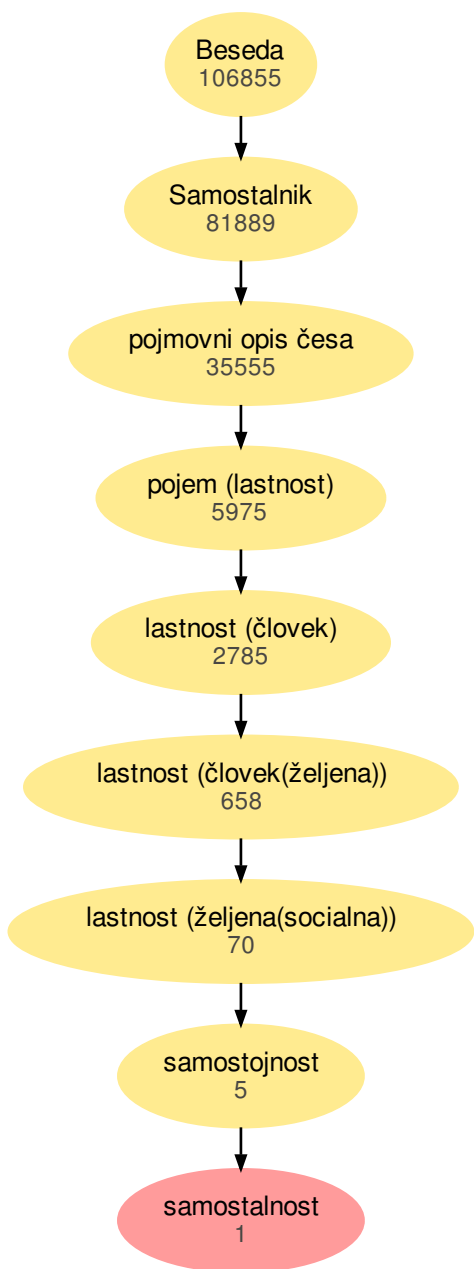 Beseda
106855
Samostalnik
81889
pojmovni opis česa
35555
pojem (lastnost)
5975
lastnost (človek)
2785
lastnost (človek(željena))
658
lastnost (željena(socialna))
70
samostojnost
5
samostalnost
1